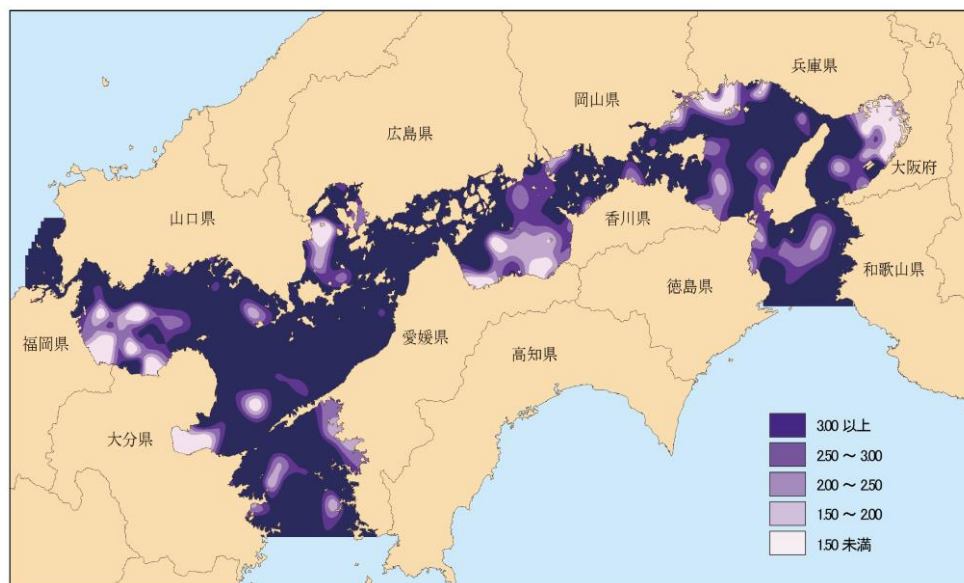 兵庫県
岡山県
広島県
大阪府
山口県
香川県
和歌山県
徳島県
福岡県
愛媛県
高知県
大分県
3.00 以上
2.50 ～ 3.00
2.00 ～ 2.50
1.50 ～ 2.00
1.50 未満